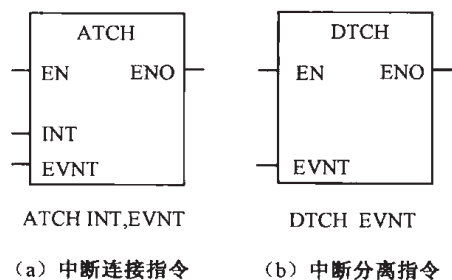 ATCH
EN ENO
INT
EVNT
ATCH INT,EVNT
(a) 中断连接指令
DTCH
EN ENO
EVNT
DTCH EVNT
(b) 中断分离指令